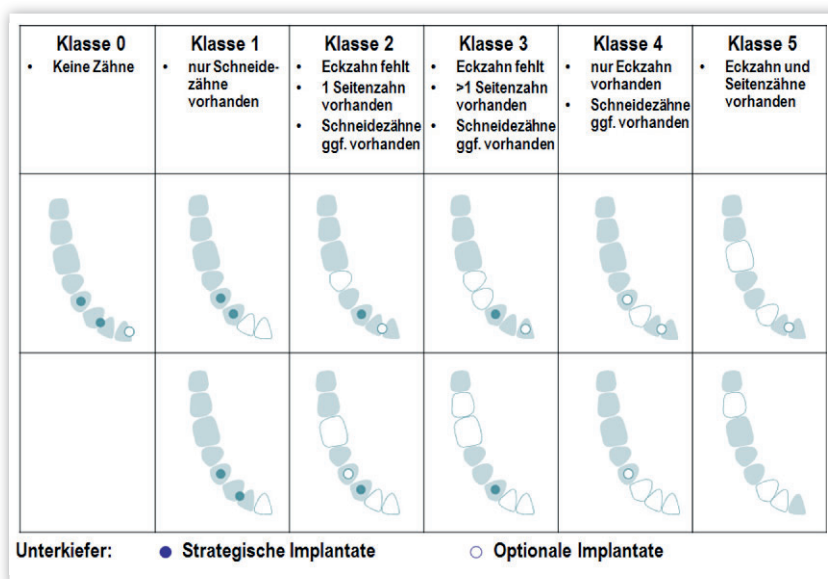 Klasse 0
• Keine Zähne
Klasse 1
• nur Schneide-
zähne
vorhanden
Klasse 2
• Eckzahn fehlt
• 1 Seitenzahn
vorhanden
• Schneidezähne
ggf. vorhanden
Klasse 3
• Eckzahn fehlt
• >1 Seitenzahn
vorhanden
• Schneidezähne
ggf. vorhanden
Klasse 4
• nur Eckzahn
vorhanden
• Schneidezähne
ggf. vorhanden
Klasse 5
• Eckzahn und
Seitenzähne
vorhanden
Unterkiefer: Strategische Implantate Optionale Implantate